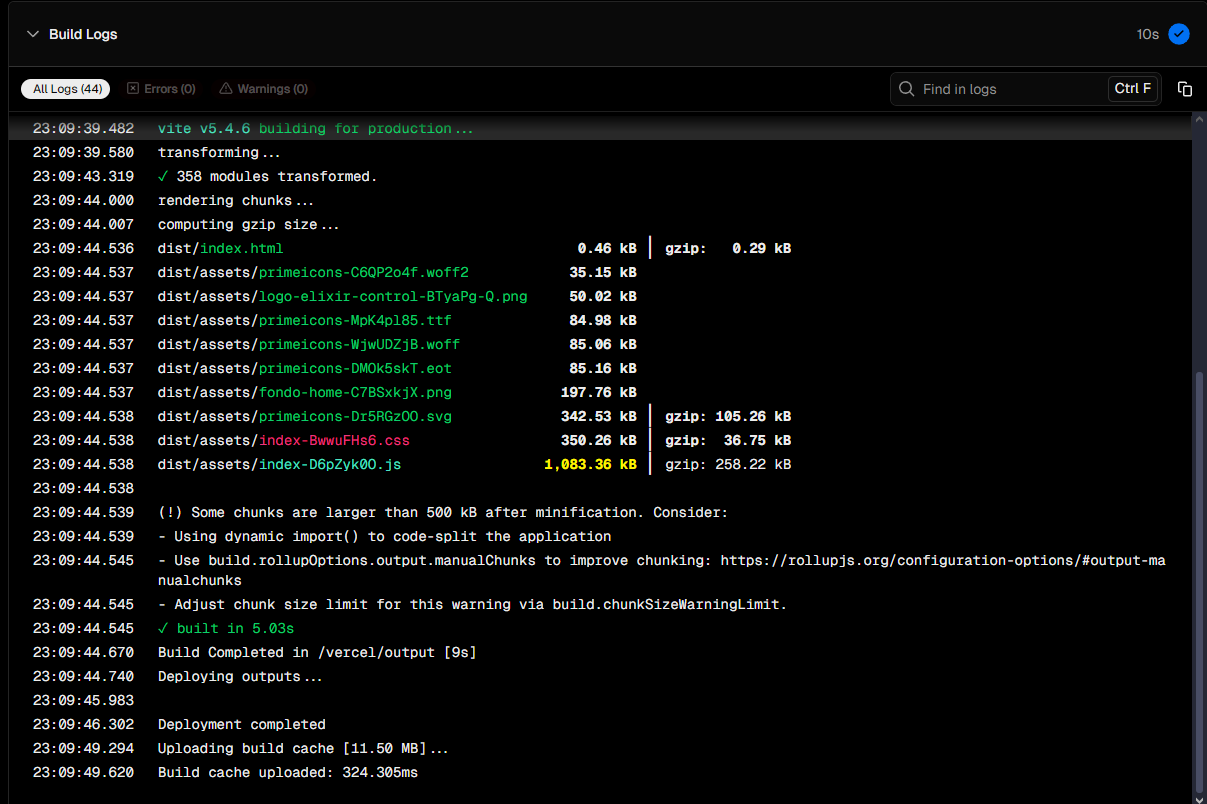 Build Logs 10s
All Logs (44) Errors (0) Warnings (0) Find in logs Ctrl F
23:09:39.482 vite v5.4.6 building for production...
23:09:39.580 transforming...
23:09:43.319 ✓ 358 modules transformed.
23:09:44.000 rendering chunks...
23:09:44.007 computing gzip size...
23:09:44.536 dist/index.html 0.46 kB │ gzip: 0.29 kB
23:09:44.537 dist/assets/primeicons-C6QP2o4f.woff2 35.15 kB
23:09:44.537 dist/assets/logo-elixir-control-BTyaPg-Q.png 50.02 kB
23:09:44.537 dist/assets/primeicons-MpK4pl85.ttf 84.98 kB
23:09:44.537 dist/assets/primeicons-WjwUDZjB.woff 85.06 kB
23:09:44.537 dist/assets/primeicons-DMOk5skT.eot 85.16 kB
23:09:44.537 dist/assets/fondo-home-C7BSxkjX.png 197.76 kB
23:09:44.538 dist/assets/primeicons-Dr5RGzOO.svg 342.53 kB │ gzip: 105.26 kB
23:09:44.538 dist/assets/index-BwwuFHs6.css 350.26 kB │ gzip: 36.75 kB
23:09:44.538 dist/assets/index-D6pZyk0O.js 1,083.36 kB │ gzip: 258.22 kB
23:09:44.538
23:09:44.539 (!) Some chunks are larger than 500 kB after minification. Consider:
23:09:44.539 - Using dynamic import() to code-split the application
23:09:44.545 - Use build.rollupOptions.output.manualChunks to improve chunking: https://rollupjs.org/configuration-options/#output-ma
nualchunks
23:09:44.545 - Adjust chunk size limit for this warning via build.chunkSizeWarningLimit.
23:09:44.545 ✓ built in 5.03s
23:09:44.670 Build Completed in /vercel/output [9s]
23:09:44.740 Deploying outputs...
23:09:45.983
23:09:46.302 Deployment completed
23:09:49.294 Uploading build cache [11.50 MB]...
23:09:49.620 Build cache uploaded: 324.305ms